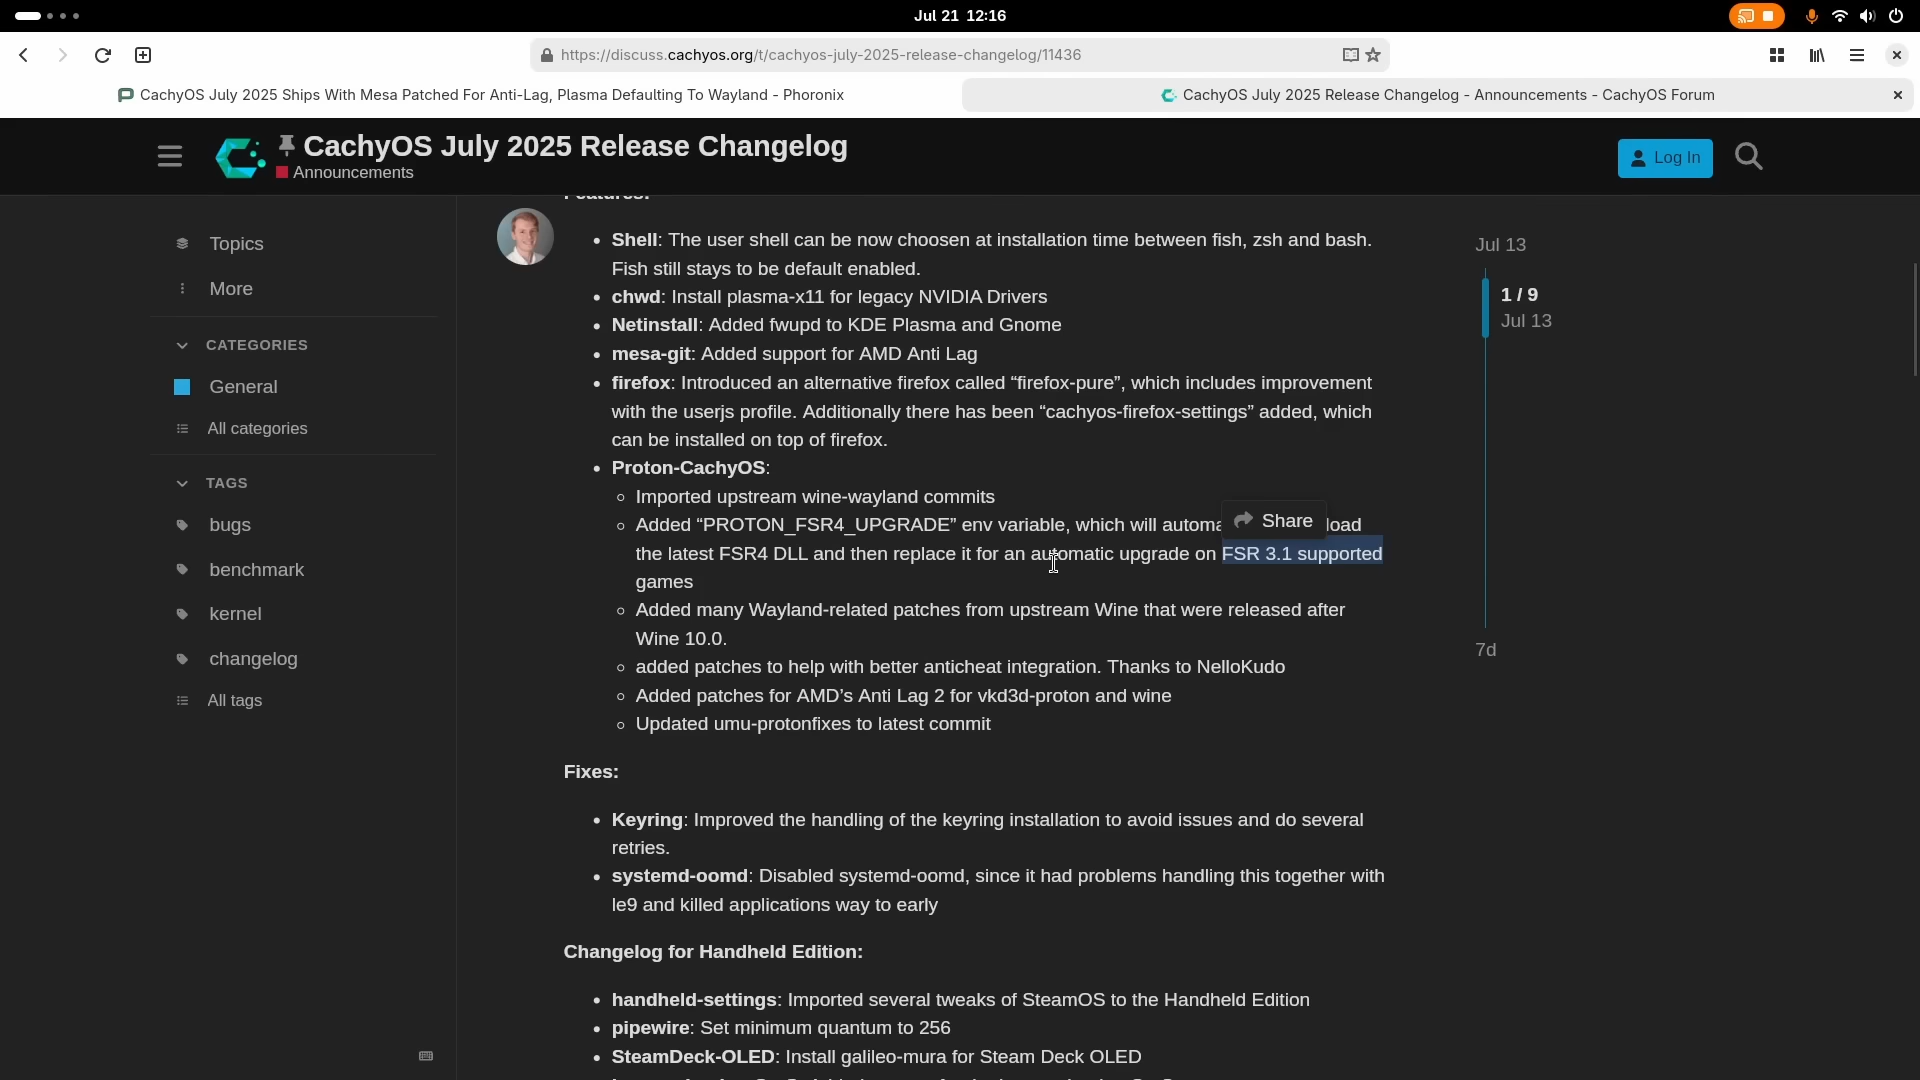 Jul 21 12:16
https://discuss.cachyos.org/t/cachyos-july-2025-release-changelog/11436
CachyOS July 2025 Ships With Mesa Patched For Anti-Lag, Plasma Defaulting To Wayland - Phoronix
CachyOS July 2025 Release Changelog - Announcements - CachyOS Forum
CachyOS July 2025 Release Changelog
Announcements
Log In
Topics
More
CATEGORIES
General
All categories
TAGS
bugs
benchmark
kernel
changelog
All tags
Features:
• Shell: The user shell can be now choosen at installation time between fish, zsh and bash.
Fish still stays to be default enabled.
• chwd: Install plasma-x11 for legacy NVIDIA Drivers
• Netinstall: Added fwupd to KDE Plasma and Gnome
• mesa-git: Added support for AMD Anti Lag
• firefox: Introduced an alternative firefox called “firefox-pure”, which includes improvement
with the userjs profile. Additionally there has been “cachyos-firefox-settings” added, which
can be installed on top of firefox.
• Proton-CachyOS:
◦ Imported upstream wine-wayland commits
◦ Added “PROTON_FSR4_UPGRADE” env variable, which will automa
Share
load
the latest FSR4 DLL and then replace it for an automatic upgrade on FSR 3.1 supported
games
◦ Added many Wayland-related patches from upstream Wine that were released after
Wine 10.0.
◦ added patches to help with better anticheat integration. Thanks to NelloKudo
◦ Added patches for AMD’s Anti Lag 2 for vkd3d-proton and wine
◦ Updated umu-protonfixes to latest commit
Fixes:
• Keyring: Improved the handling of the keyring installation to avoid issues and do several
retries.
• systemd-oomd: Disabled systemd-oomd, since it had problems handling this together with
le9 and killed applications way to early
Changelog for Handheld Edition:
• handheld-settings: Imported several tweaks of SteamOS to the Handheld Edition
• pipewire: Set minimum quantum to 256
• SteamDeck-OLED: Install galileo-mura for Steam Deck OLED
Jul 13
1 / 9
Jul 13
7d